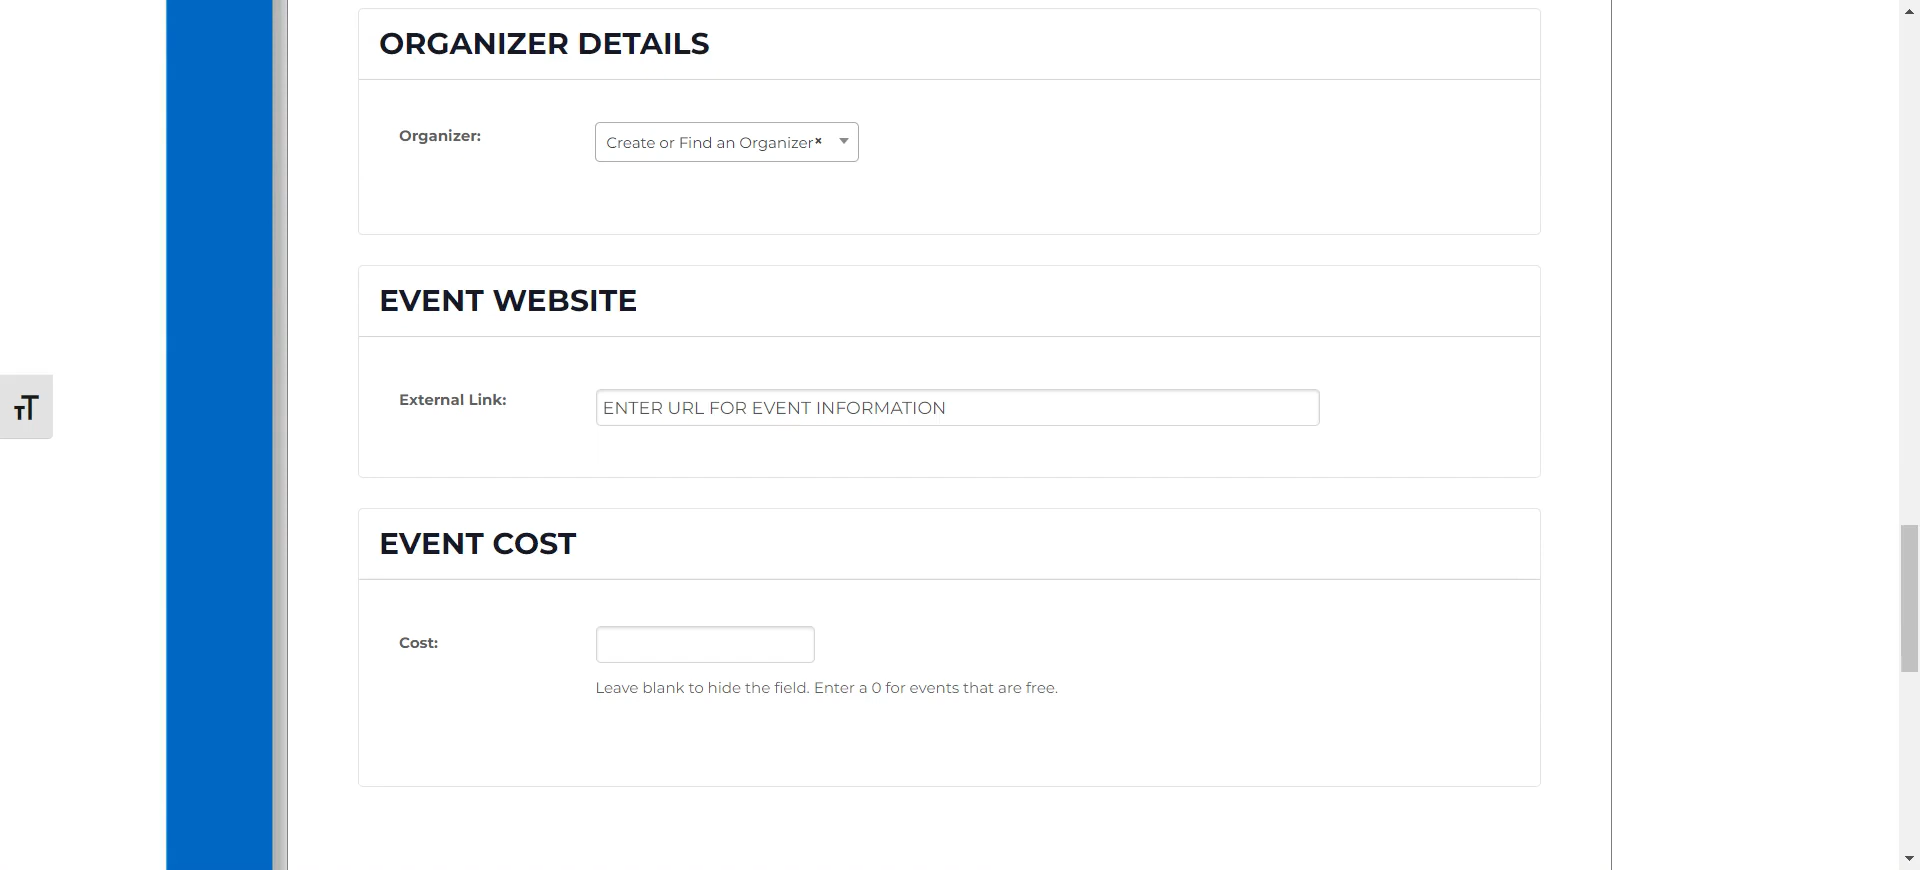 ORGANIZER DETAILS
Organizer:
Create or Find an Organizer×
EVENT WEBSITE
TT
External Link:
ENTER URL FOR EVENT INFORMATION
EVENT COST
Cost:
Leave blank to hide the field. Enter a 0 for events that are free.